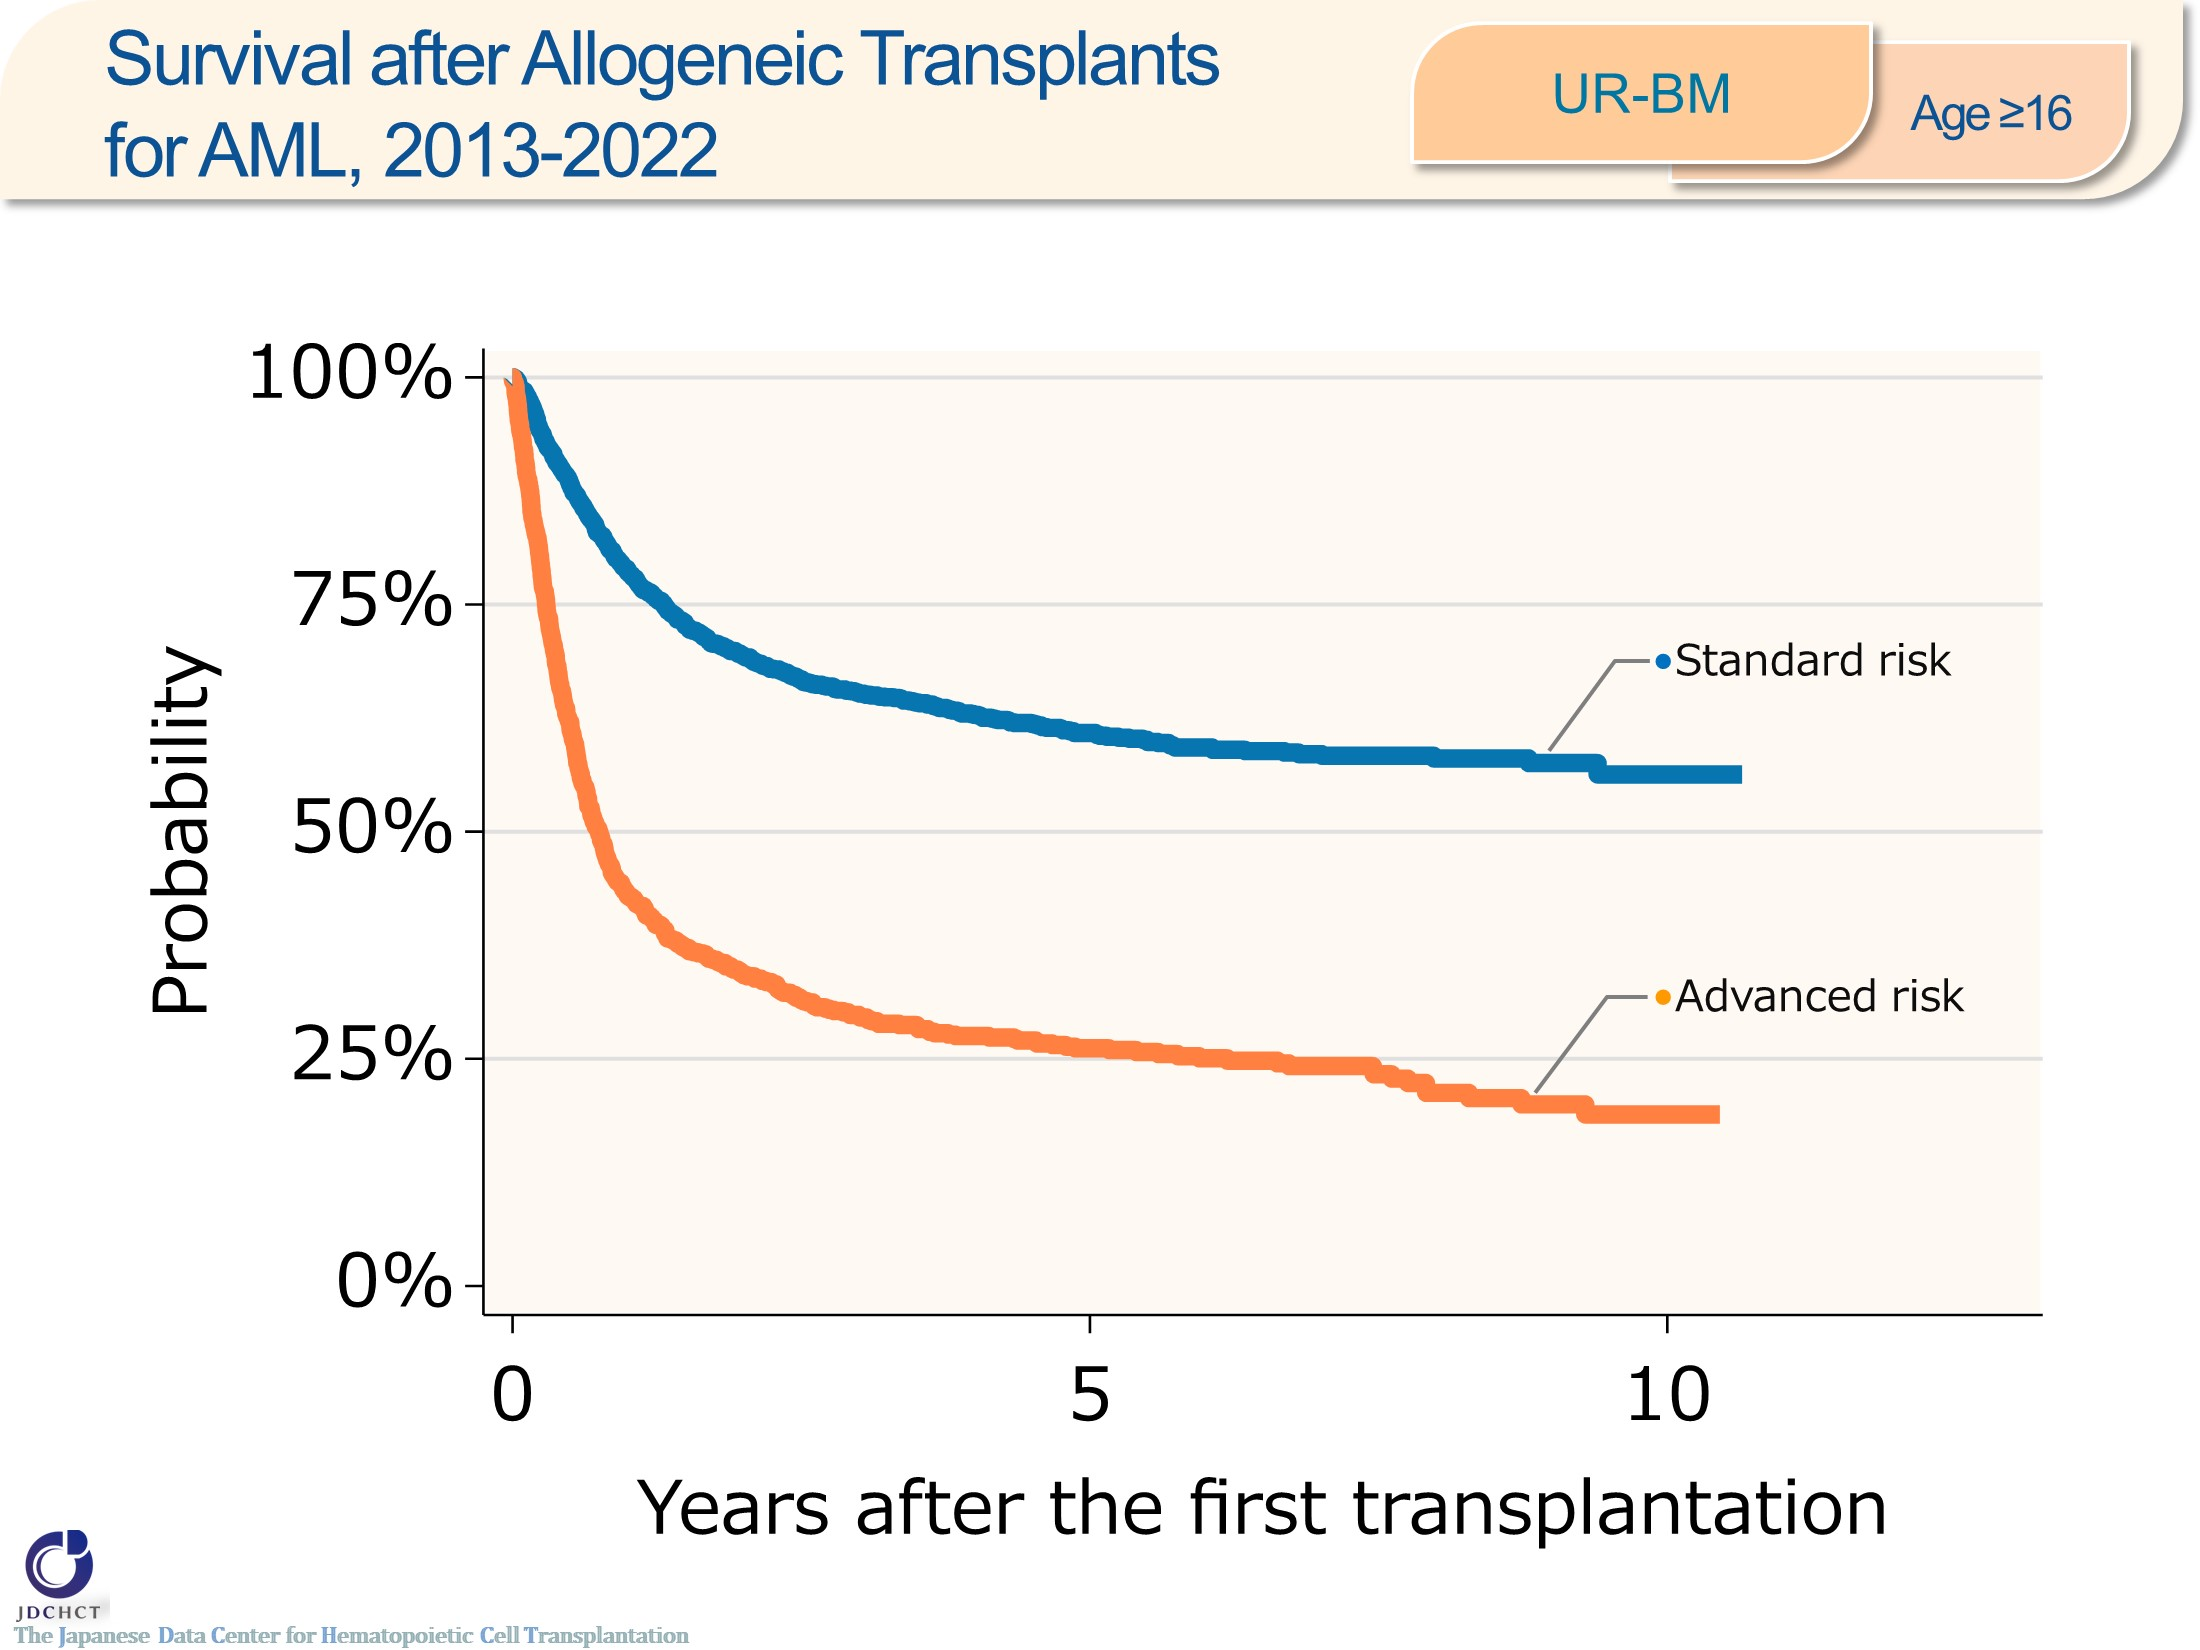 Survival after Allogeneic Transplants
for AML, 2013-2022
UR-BM
Age ≥16
100%
75%
50%
25%
0%
Probability
Standard risk
Advanced risk
0
5
10
Years after the first transplantation
JDCHCT
The Japanese Data Center for Hematopoietic Cell Transplantation